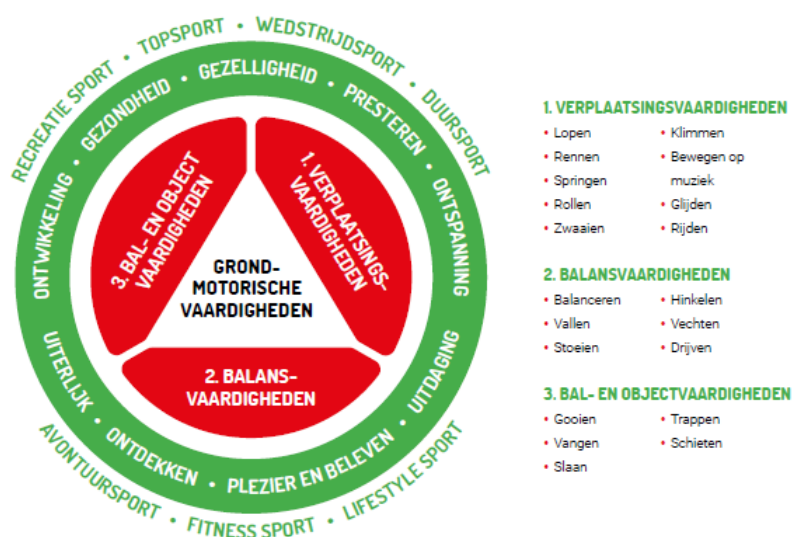 RECREATIE SPORT • TOPSPORT • WEDSTRIJDSPORT • DUURSPORT
ONTWIKKELING • GEZONDHEID • GEZELLIGHEID • PRESTEREN • ONTSPANNING
3. BAL- EN OBJECT
VAARDIGHEDEN
1. VERPLAATSINGS-
VAARDIGHEDEN
GROND-
MOTORISCHE
VAARDIGHEDEN
2. BALANS-
VAARDIGHEDEN
UITERLIJK • ONTDEKKEN • PLEZIER EN BELEVEN • UITDAGING
AVONTUURSPORT • FITNESS SPORT • LIFESTYLE SPORT
1. VERPLAATSINGSVAARDIGHEDEN
• Lopen
• Rennen
• Springen
• Rollen
• Zwaaien
• Klimmen
• Bewegen op
muziek
• Glijden
• Rijden
2. BALANSVAARDIGHEDEN
• Balanceren
• Vallen
• Stoeien
• Hinkelen
• Vechten
• Drijven
3. BAL- EN OBJECTVAARDIGHEDEN
• Gooien
• Vangen
• Slaan
• Trappen
• Schieten